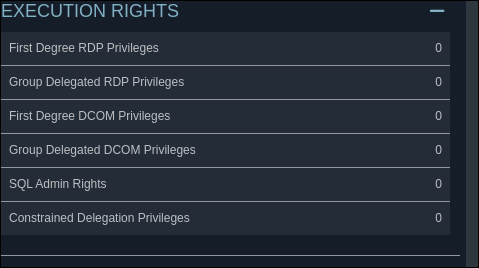 EXECUTION RIGHTS
First Degree RDP Privileges 0
Group Delegated RDP Privileges 0
First Degree DCOM Privileges 0
Group Delegated DCOM Privileges 0
SQL Admin Rights 0
Constrained Delegation Privileges 0